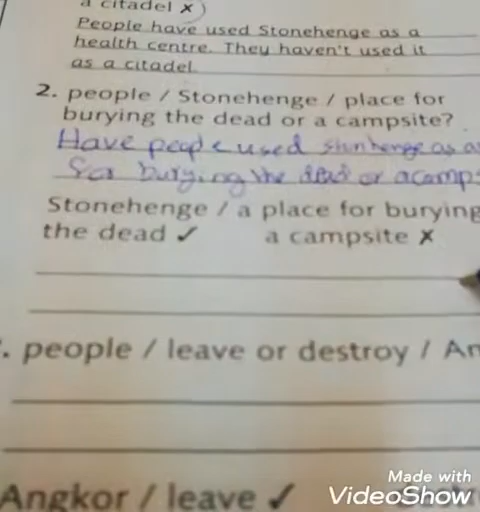 a citadel x
People have used Stonehenge as a
health centre. They haven't used it
as a citadel.
2. people / Stonehenge / place for
burying the dead or a campsite?
Have people used stonhenge as a
for burying the dead or a camps
Stonehenge / a place for burying
the dead ✓ a campsite ✗
. people / leave or destroy / An
Angkor / leave ✓
Made with
VideoShow